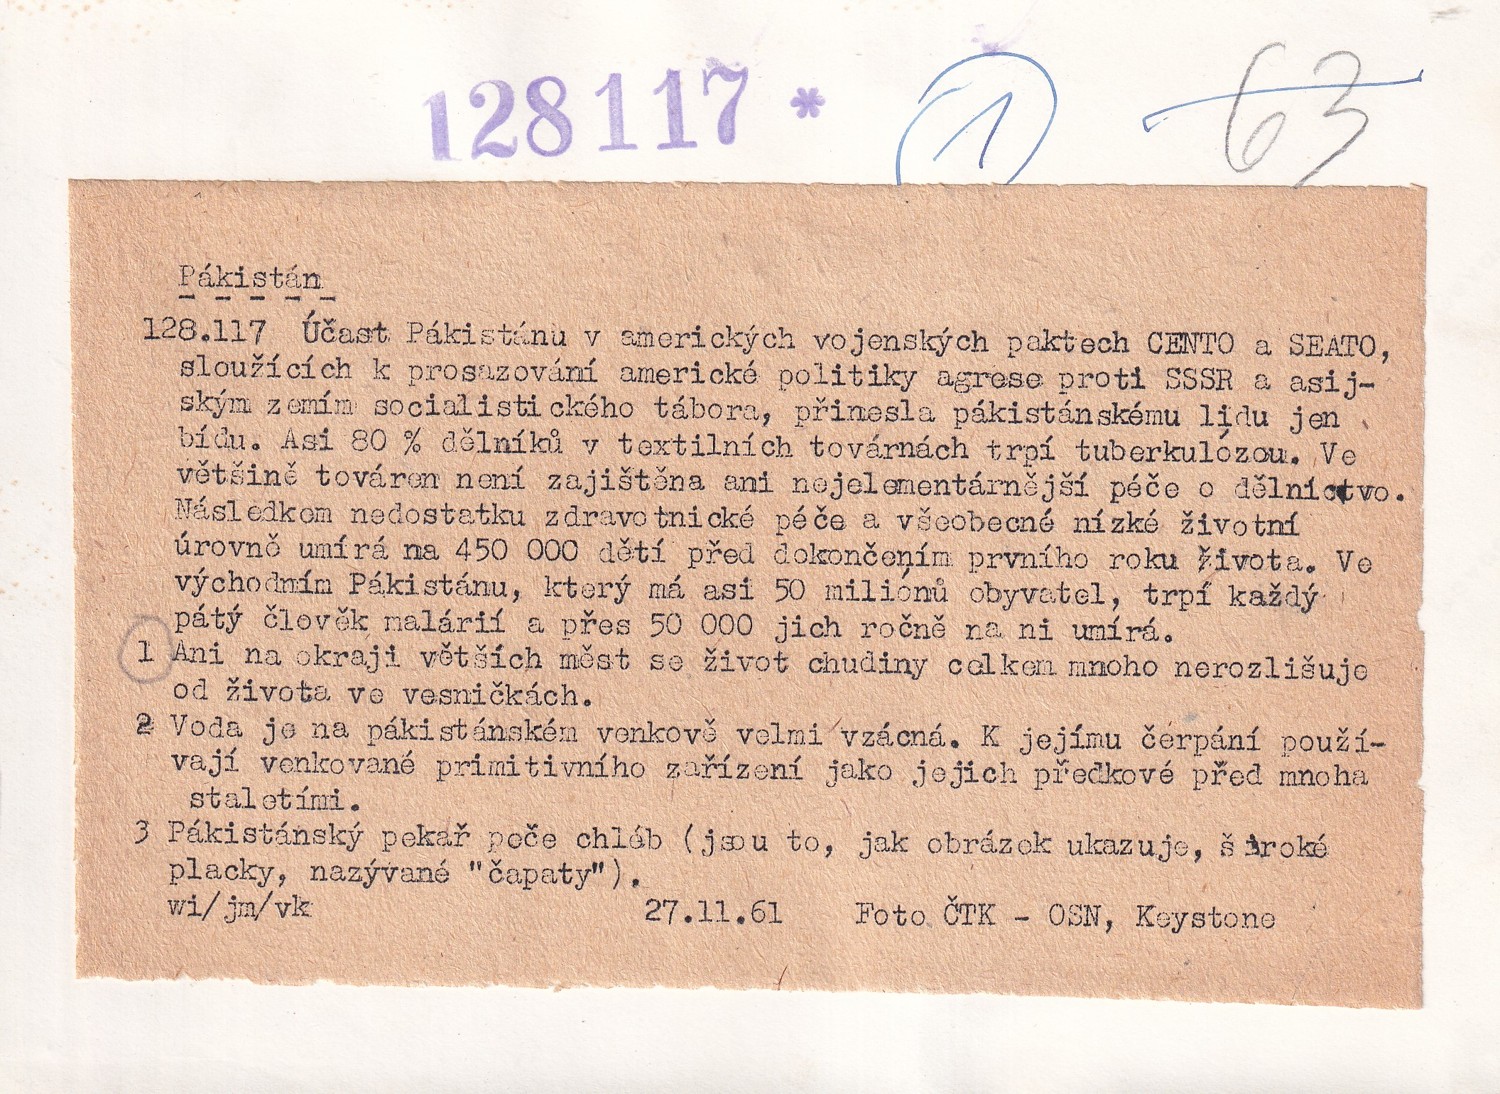 128117 *
1
63
Pákistán
128.117 Účast Pákistánu v amerických vojenských paktech CENTO a SEATO,
sloužících k prosazování americké politiky agrese proti SSSR a asij-
ským zemím socialistického tábora, přinesla pákistánskému lidu jen
bídu. Asi 80 % dělníků v textilních továrnách trpí tuberkulózou. Ve
většině továren není zajištěna ani nejelementárnější péče o dělnictvo.
Následkem nedostatku zdravotnické péče a všeobecné nízké životní
úrovně umírá na 450 000 dětí před dokončením prvního roku života. Ve
východním Pákistánu, který má asi 50 miliónů obyvatel, trpí každý
pátý člověk malárií a přes 50 000 jich ročně na ni umírá.
1 Ani na okraji větších měst se život chudiny celkem mnoho nerozlišuje
od života ve vesničkách.
2 Voda je na pákistánském venkově velmi vzácná. K jejímu čerpání použí-
vají venkované primitivního zařízení jako jejich předkové před mnoha
staletími.
3 Pákistánský pekař peče chléb (jsou to, jak obrázek ukazuje, široké
placky, nazývané "čapaty").
wi/jm/vk 27.11.61 Foto ČTK - OSN, Keystone